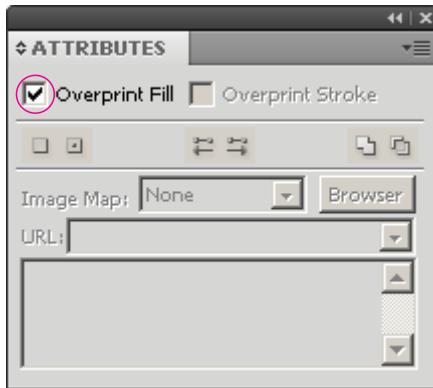 ATTRIBUTES
Overprint Fill Overprint Stroke
Image Map: None Browser
URL: